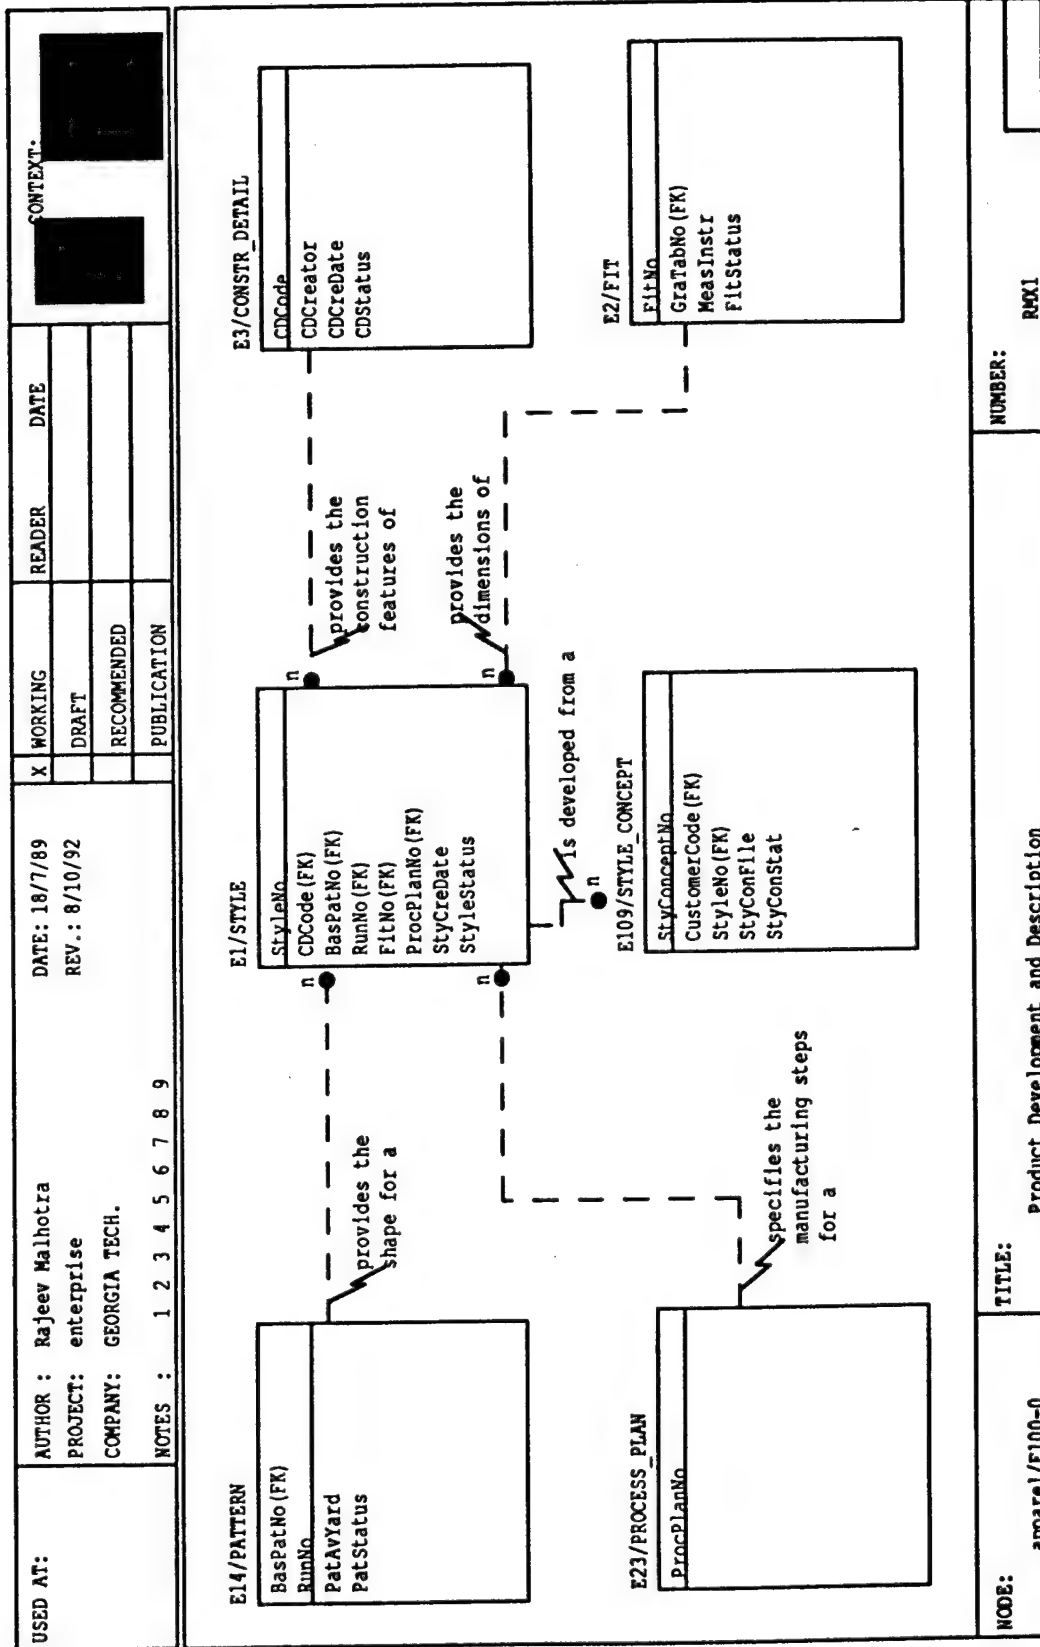 USED AT:
AUTHOR : Rajeev Malhotra
PROJECT: enterprise
COMPANY: GEORGIA TECH.
NOTES : 1 2 3 4 5 6 7 8 9
DATE: 18/7/89
REV.: 8/10/92
X WORKING
DRAFT
RECOMMENDED
PUBLICATION
READER DATE
CONTEXT:
E14/PATTERN
BasPatNo(FK)
RunNo
PatAvYard
PatStatus
provides the
shape for a
n
E1/STYLE
StyleNo
CDCode(FK)
BasPatNo(FK)
RunNo(FK)
FitNo(FK)
ProcPlanNo(FK)
StyCreDate
StyleStatus
n
provides the
construction
features of
E3/CONSTR_DETAIL
CDCode
CDCreator
CDCreDate
CDStatus
n
n
provides the
dimensions of
E2/FIT
FitNo
GraTabNo(FK)
MeasInstr
FitStatus
E23/PROCESS_PLAN
ProcPlanNo
specifies the
manufacturing steps
for a
is developed from a
n
E109/STYLE_CONCEPT
StyConceptNo
CustomerCode(FK)
StyleNo(FK)
StyConFile
StyConStat
NODE:
apparel/E100-0
TITLE:
Product Development and Description
NUMBER:
RMX1